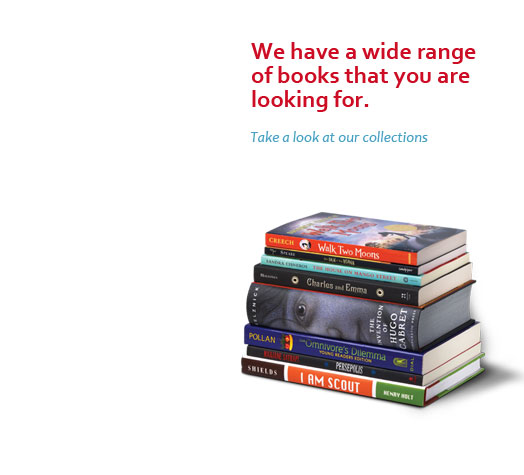 We have a wide range
of books that you are
looking for.
Take a look at our collections
CREECH Walk Two Moons
SANDRA CISNEROS THE HOUSE ON MANGO STREET
Charles and Emma
SELZNICK THE INVENTION OF HUGO CABRET
POLLAN The Omnivore's Dilemma DIAL
YOUNG READERS EDITION
PERSEPOLIS
SHIELDS I AM SCOUT HENRY HOLT